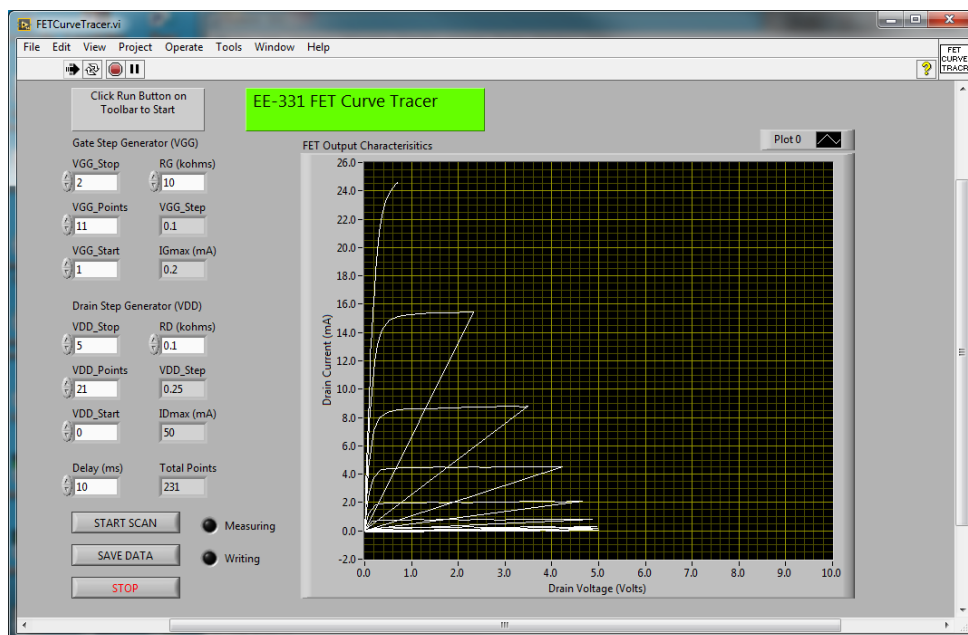 FETCurveTracer.vi
File Edit View Project Operate Tools Window Help
FET
CURVE
TRACR
Click Run Button on
Toolbar to Start
EE-331 FET Curve Tracer
Gate Step Generator (VGG)
VGG_Stop RG (kohms)
2 10
VGG_Points VGG_Step
11 0.1
VGG_Start IGmax (mA)
1 0.2
Drain Step Generator (VDD)
VDD_Stop RD (kohms)
5 0.1
VDD_Points VDD_Step
21 0.25
VDD_Start IDmax (mA)
0 50
Delay (ms) Total Points
10 231
START SCAN Measuring
SAVE DATA Writing
STOP
FET Output Characterisitics
Plot 0
Drain Current (mA)
26.0
24.0
22.0
20.0
18.0
16.0
14.0
12.0
10.0
8.0
6.0
4.0
2.0
0.0
-2.0
0.0 1.0 2.0 3.0 4.0 5.0 6.0 7.0 8.0 9.0 10.0
Drain Voltage (Volts)